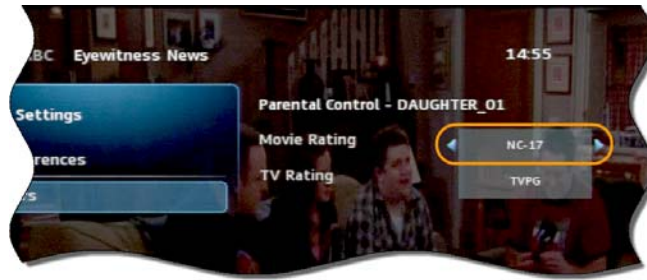 .BC Eyewitness News
14:55
Settings
rences
rs
Parental Control - DAUGHTER_01
Movie Rating
NC-17
TV Rating
TVPG